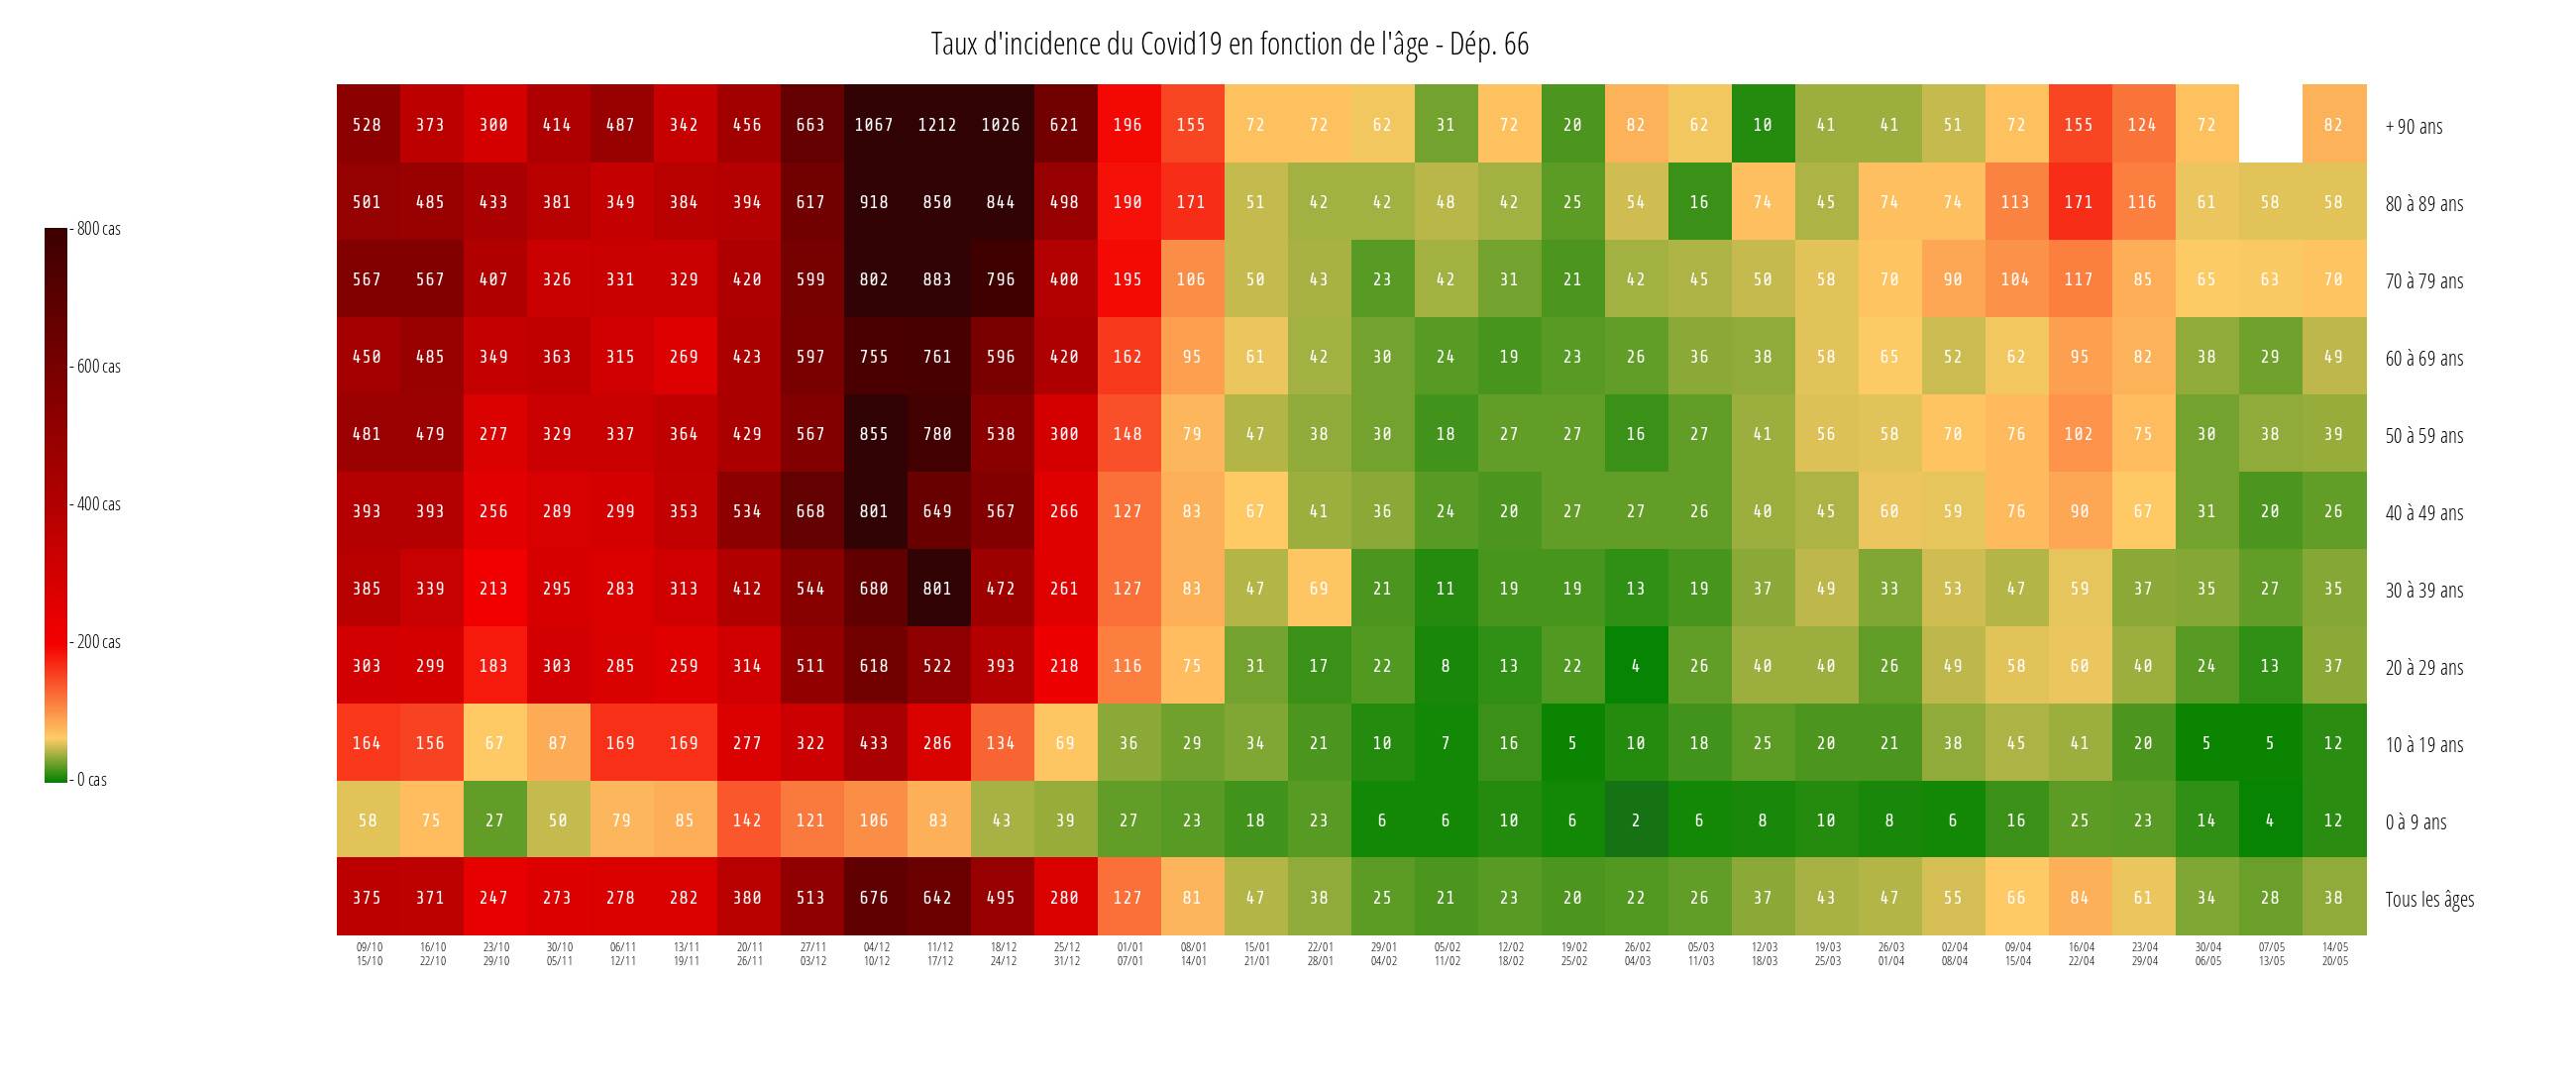 Taux d'incidence du Covid19 en fonction de l'âge - Dép. 66
- 800 cas
- 600 cas
- 400 cas
- 200 cas
- 0 cas
528 373 300 414 487 342 456 663 1067 1212 1026 621 196 155 72 72 62 31 72 20 82 62 10 41 41 51 72 155 124 72 82 + 90 ans
501 485 433 381 349 384 394 617 918 850 844 498 190 171 51 42 42 48 42 25 54 16 74 45 74 74 113 171 116 61 58 58 80 à 89 ans
567 567 407 326 331 329 420 599 802 883 796 400 195 106 50 43 23 42 31 21 42 45 50 58 70 90 104 117 85 65 63 70 70 à 79 ans
450 485 349 363 315 269 423 597 755 761 596 420 162 95 61 42 30 24 19 23 26 36 38 58 65 52 62 95 82 38 29 49 60 à 69 ans
481 479 277 329 337 364 429 567 855 780 538 300 148 79 47 38 30 18 27 27 16 27 41 56 58 70 76 102 75 30 38 39 50 à 59 ans
393 393 256 289 299 353 534 668 801 649 567 266 127 83 67 41 36 24 20 27 27 26 40 45 60 59 76 90 67 31 20 26 40 à 49 ans
385 339 213 295 283 313 412 544 680 801 472 261 127 83 47 69 21 11 19 19 13 19 37 49 33 53 47 59 37 35 27 35 30 à 39 ans
303 299 183 303 285 259 314 511 618 522 393 218 116 75 31 17 22 8 13 22 4 26 40 40 26 49 58 60 40 24 13 37 20 à 29 ans
164 156 67 87 169 169 277 322 433 286 134 69 36 29 34 21 10 7 16 5 10 18 25 20 21 38 45 41 20 5 5 12 10 à 19 ans
58 75 27 50 79 85 142 121 106 83 43 39 27 23 18 23 6 6 10 6 2 6 8 10 8 6 16 25 23 14 4 12 0 à 9 ans
375 371 247 273 278 282 380 513 676 642 495 280 127 81 47 38 25 21 23 20 22 26 37 43 47 55 66 84 61 34 28 38 Tous les âges
09/10 16/10 23/10 30/10 06/11 13/11 20/11 27/11 04/12 11/12 18/12 25/12 01/01 08/01 15/01 22/01 29/01 05/02 12/02 19/02 26/02 05/03 12/03 19/03 26/03 02/04 09/04 16/04 23/04 30/04 07/05 14/05
15/10 22/10 29/10 05/11 12/11 19/11 26/11 03/12 10/12 17/12 24/12 31/12 07/01 14/01 21/01 28/01 04/02 11/02 18/02 25/02 04/03 11/03 18/03 25/03 01/04 08/04 15/04 22/04 29/04 06/05 13/05 20/05